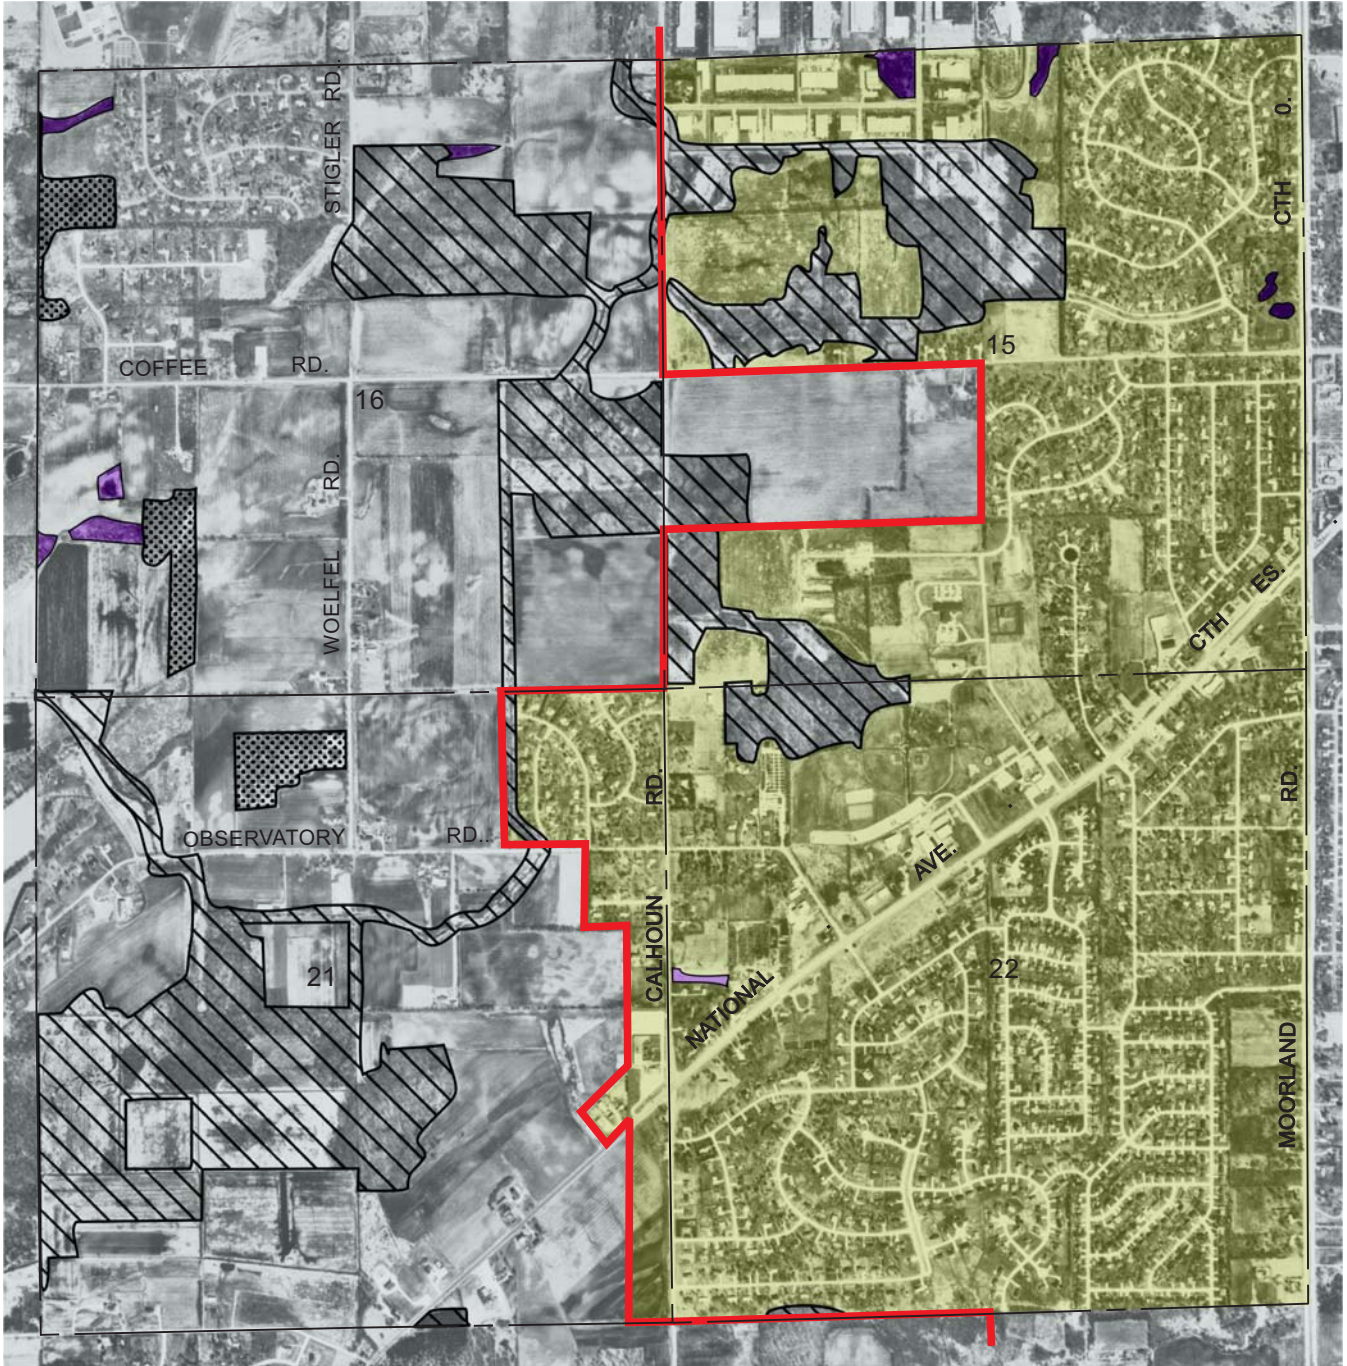 STIGLER RD..
CTH O.
COFFEE RD.
15
16
WOELFEL RD.
CTH ES.
OBSERVATORY RD..
CALHOUN RD.
NATIONAL AVE.
MOORLAND RD.
21
22